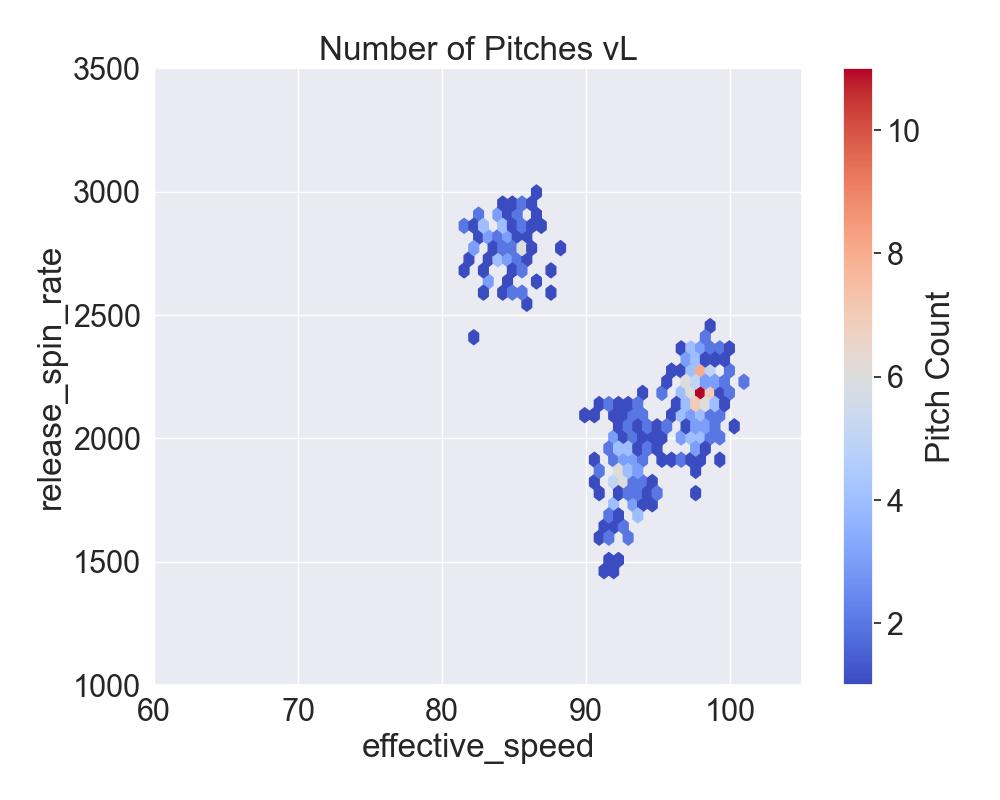 Number of Pitches vL
3500
3000
2500
2000
1500
1000
release_spin_rate
60 70 80 90 100
effective_speed
10
8
6
4
2
Pitch Count